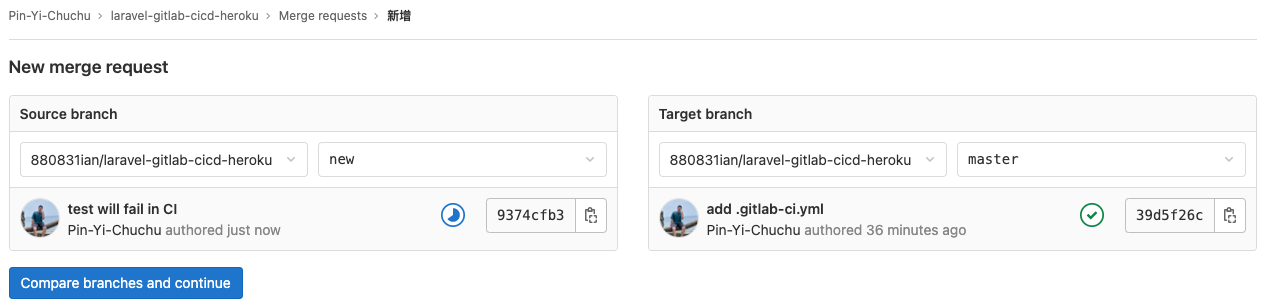 Pin-Yi-Chuchu > laravel-gitlab-cicd-heroku > Merge requests > 新增
New merge request
Source branch
880831ian/laravel-gitlab-cicd-heroku new
test will fail in CI
Pin-Yi-Chuchu authored just now
9374cfb3
Target branch
880831ian/laravel-gitlab-cicd-heroku master
add .gitlab-ci.yml
Pin-Yi-Chuchu authored 36 minutes ago
39d5f26c
Compare branches and continue